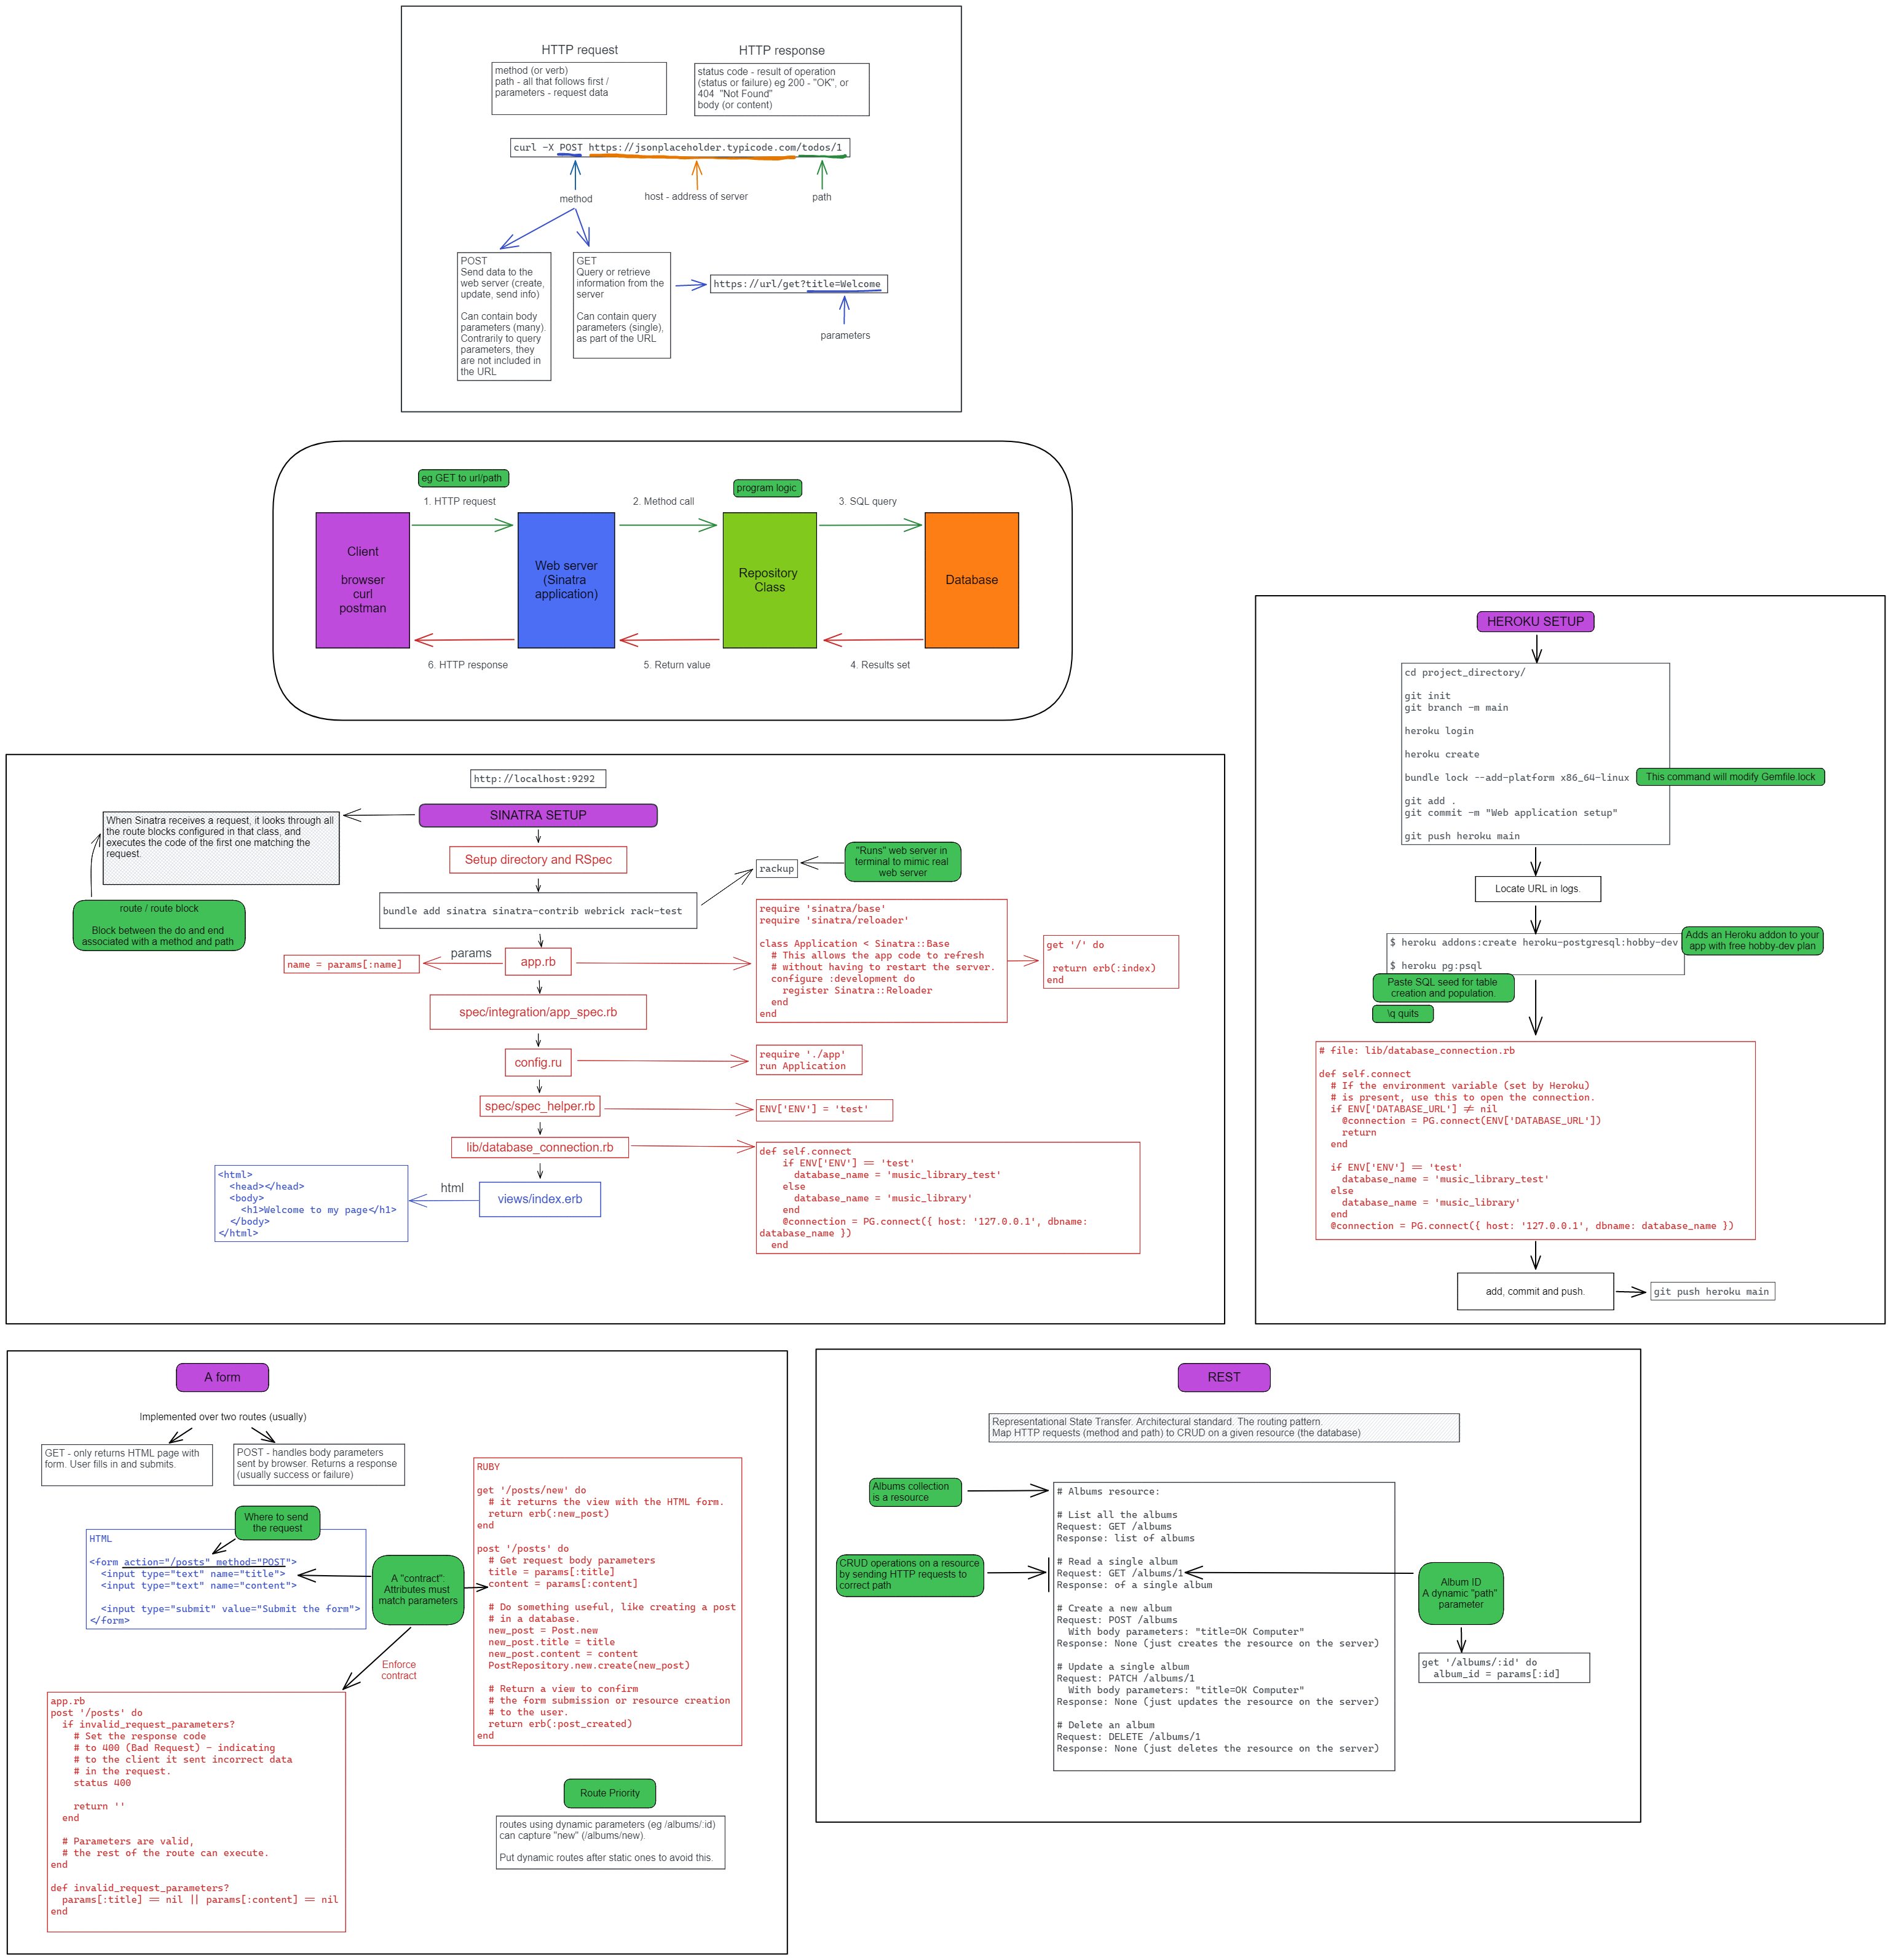 HTTP request
method (or verb)
path - all that follows first /
parameters - request data
HTTP response
status code - result of operation
(status or failure) eg 200 - "OK", or
404  "Not Found"
body (or content)
curl -X POST https://jsonplaceholder.typicode.com/todos/1
method
host - address of server
path
POST
Send data to the
web server (create,
update, send info)
Can contain body
parameters (many).
Contrarily to query
parameters, they
are not included in
the URL
GET
Query or retrieve
information from the
server
Can contain query
parameters (single),
as part of the URL
https://url/get?title=Welcome
parameters
eg GET to url/path
1. HTTP request
2. Method call
program logic
3. SQL query
Client
browser
curl
postman
Web server
(Sinatra
application)
Repository
Class
Database
6. HTTP response
5. Return value
4. Results set
http://localhost:9292
SINATRA SETUP
When Sinatra receives a request, it looks through all
the route blocks configured in that class, and
executes the code of the first one matching the
request.
route / route block
Block between the do and end
associated with a method and path
Setup directory and RSpec
bundle add sinatra sinatra-contrib webrick rack-test
rackup
"Runs" web server in
terminal to mimic real
web server
app.rb
params
name = params[:name]
require 'sinatra/base'
require 'sinatra/reloader'
class Application < Sinatra::Base
  # This allows the app code to refresh
  # without having to restart the server.
  configure :development do
    register Sinatra::Reloader
  end
end
get '/' do
 return erb(:index)
end
spec/integration/app_spec.rb
config.ru
require './app'
run Application
spec/spec_helper.rb
ENV['ENV'] = 'test'
lib/database_connection.rb
def self.connect
    if ENV['ENV'] == 'test'
      database_name = 'music_library_test'
    else
      database_name = 'music_library'
    end
    @connection = PG.connect({ host: '127.0.0.1', dbname:
database_name })
  end
views/index.erb
html
<html>
  <head></head>
  <body>
    <h1>Welcome to my page</h1>
  </body>
</html>
HEROKU SETUP
cd project_directory/
git init
git branch -m main
heroku login
heroku create
bundle lock --add-platform x86_64-linux
This command will modify Gemfile.lock
git add .
git commit -m "Web application setup"
git push heroku main
Locate URL in logs.
$ heroku addons:create heroku-postgresql:hobby-dev
$ heroku pg:psql
Adds an Heroku addon to your
app with free hobby-dev plan
Paste SQL seed for table
creation and population.
\q quits
# file: lib/database_connection.rb
def self.connect
  # If the environment variable (set by Heroku)
  # is present, use this to open the connection.
  if ENV['DATABASE_URL'] != nil
    @connection = PG.connect(ENV['DATABASE_URL'])
    return
  end
  if ENV['ENV'] == 'test'
    database_name = 'music_library_test'
  else
    database_name = 'music_library'
  end
  @connection = PG.connect({ host: '127.0.0.1', dbname: database_name })
add, commit and push.
git push heroku main
A form
Implemented over two routes (usually)
GET - only returns HTML page with
form. User fills in and submits.
POST - handles body parameters
sent by browser. Returns a response
(usually success or failure)
Where to send
the request
HTML
<form action="/posts" method="POST">
  <input type="text" name="title">
  <input type="text" name="content">
  <input type="submit" value="Submit the form">
</form>
A "contract":
Attributes must
match parameters
RUBY
get '/posts/new' do
  # it returns the view with the HTML form.
  return erb(:new_post)
end
post '/posts' do
  # Get request body parameters
  title = params[:title]
  content = params[:content]
  # Do something useful, like creating a post
  # in a database.
  new_post = Post.new
  new_post.title = title
  new_post.content = content
  PostRepository.new.create(new_post)
  # Return a view to confirm
  # the form submission or resource creation
  # to the user.
  return erb(:post_created)
end
Enforce
contract
app.rb
post '/posts' do
  if invalid_request_parameters?
    # Set the response code
    # to 400 (Bad Request) - indicating
    # to the client it sent incorrect data
    # in the request.
    status 400
    return ''
  end
  # Parameters are valid,
  # the rest of the route can execute.
end
def invalid_request_parameters?
  params[:title] == nil || params[:content] == nil
end
Route Priority
routes using dynamic parameters (eg /albums/:id)
can capture "new" (/albums/new).
Put dynamic routes after static ones to avoid this.
REST
Representational State Transfer. Architectural standard. The routing pattern.
Map HTTP requests (method and path) to CRUD on a given resource (the database)
Albums collection
is a resource
CRUD operations on a resource
by sending HTTP requests to
correct path
# Albums resource:
# List all the albums
Request: GET /albums
Response: list of albums
# Read a single album
Request: GET /albums/1
Response: of a single album
# Create a new album
Request: POST /albums
  With body parameters: "title=OK Computer"
Response: None (just creates the resource on the server)
# Update a single album
Request: PATCH /albums/1
  With body parameters: "title=OK Computer"
Response: None (just updates the resource on the server)
# Delete an album
Request: DELETE /albums/1
Response: None (just deletes the resource on the server)
Album ID
A dynamic "path"
parameter
get '/albums/:id' do
  album_id = params[:id]